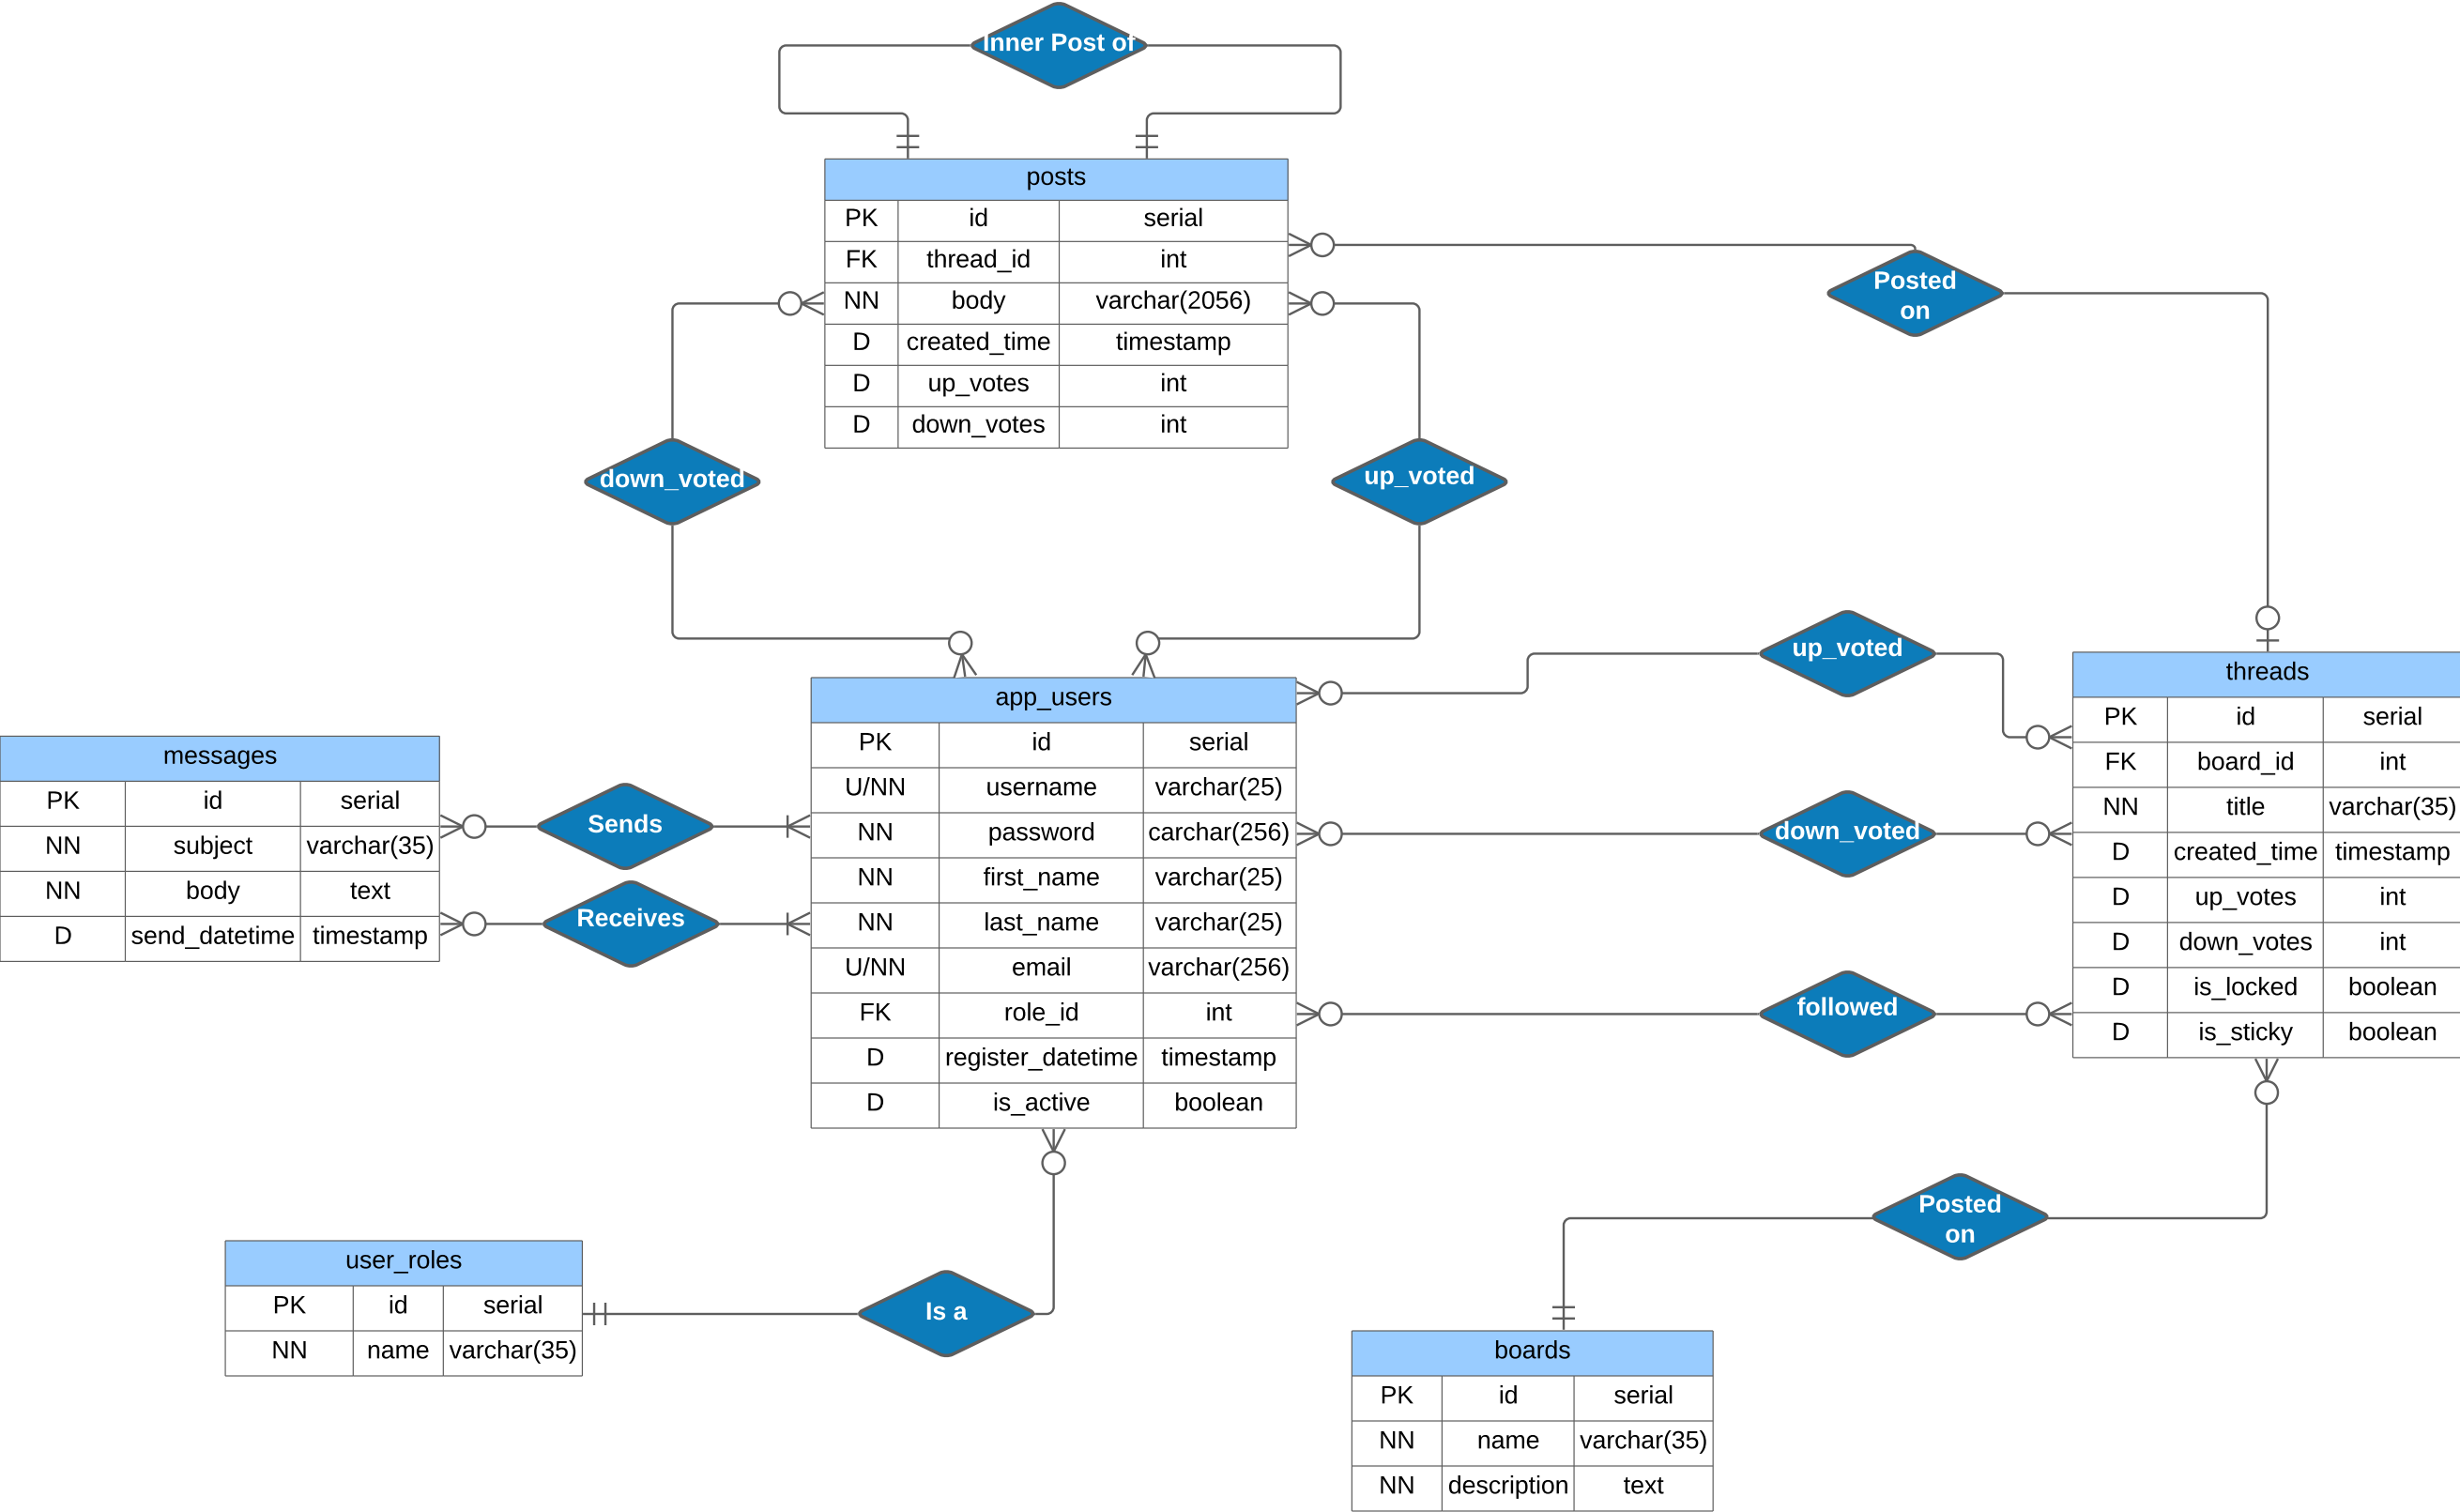 Inner Post of
posts
PK id serial
FK thread_id int
NN body varchar(2056)
D created_time timestamp
D up_votes int
D down_votes int
Posted
on
down_voted
up_voted
up_voted
down_voted
followed
threads
PK id serial
FK board_id int
NN title varchar(35)
D created_time timestamp
D up_votes int
D down_votes int
D is_locked boolean
D is_sticky boolean
app_users
PK id serial
U/NN username varchar(25)
NN password carchar(256)
NN first_name varchar(25)
NN last_name varchar(25)
U/NN email varchar(256)
FK role_id int
D register_datetime timestamp
D is_active boolean
messages
PK id serial
NN subject varchar(35)
NN body text
D send_datetime timestamp
Sends
Receives
user_roles
PK id serial
NN name varchar(35)
Is a
Posted
on
boards
PK id serial
NN name varchar(35)
NN description text